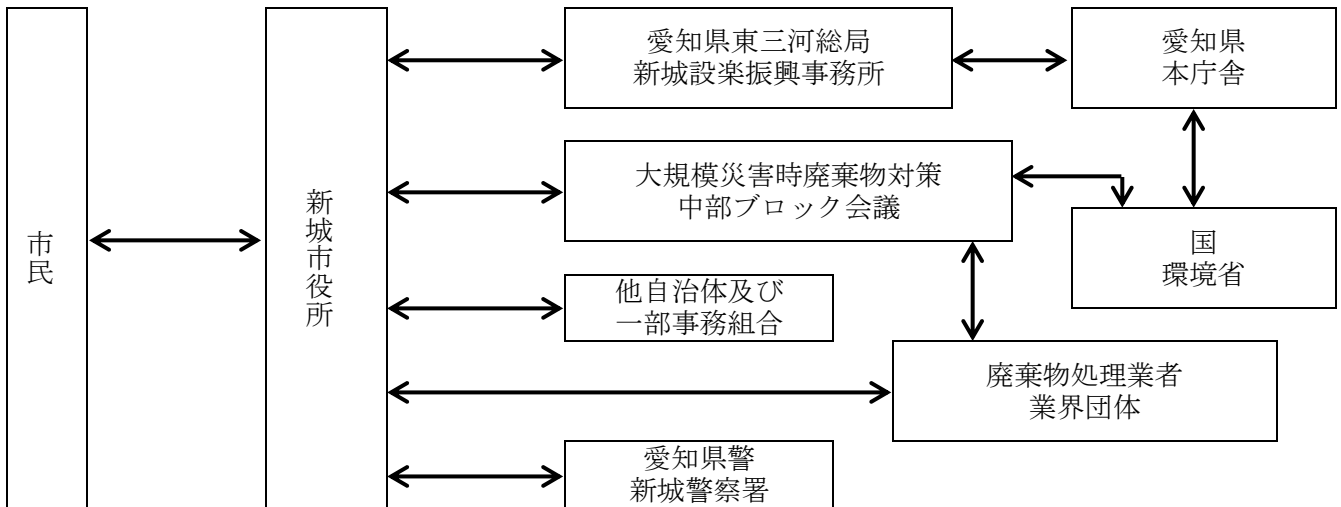 市民
新城市役所
愛知県東三河総局
新城設楽振興事務所
愛知県
本庁舎
大規模災害時廃棄物対策
中部ブロック会議
国
環境省
他自治体及び
一部事務組合
廃棄物処理業者
業界団体
愛知県警
新城警察署